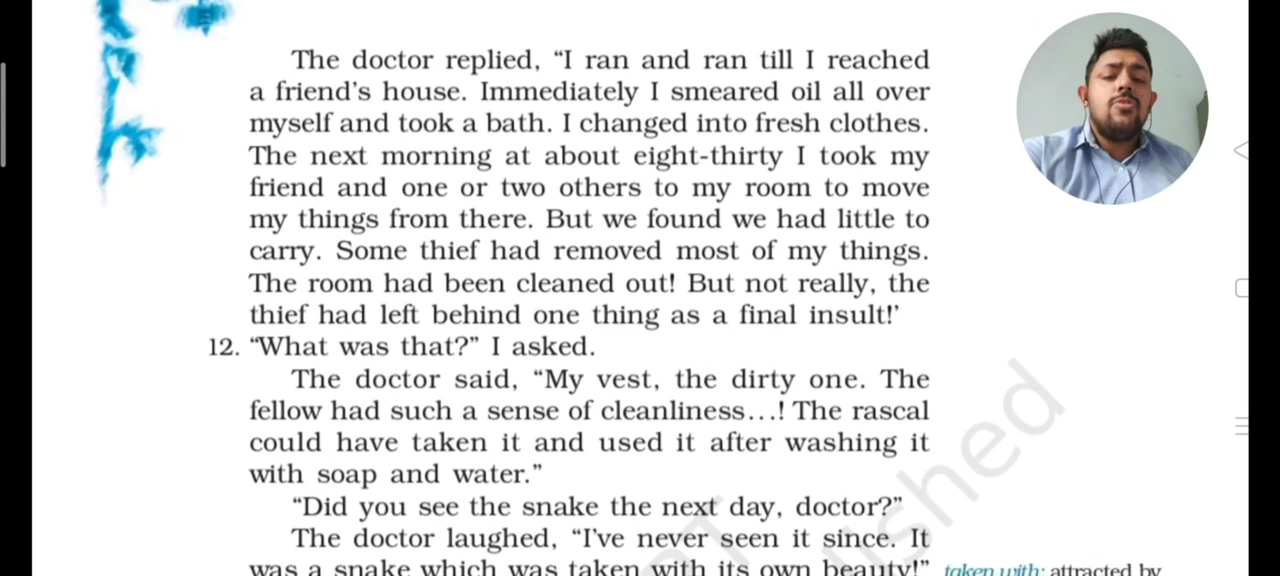 The doctor replied, “I ran and ran till I reached
a friend’s house. Immediately I smeared oil all over
myself and took a bath. I changed into fresh clothes.
The next morning at about eight-thirty I took my
friend and one or two others to my room to move
my things from there. But we found we had little to
carry. Some thief had removed most of my things.
The room had been cleaned out! But not really, the
thief had left behind one thing as a final insult!’
12. “What was that?” I asked.
The doctor said, “My vest, the dirty one. The
fellow had such a sense of cleanliness...! The rascal
could have taken it and used it after washing it
with soap and water.”
“Did you see the snake the next day, doctor?”
The doctor laughed, “I’ve never seen it since. It
was a snake which was taken with its own beauty!” taken with: attracted by